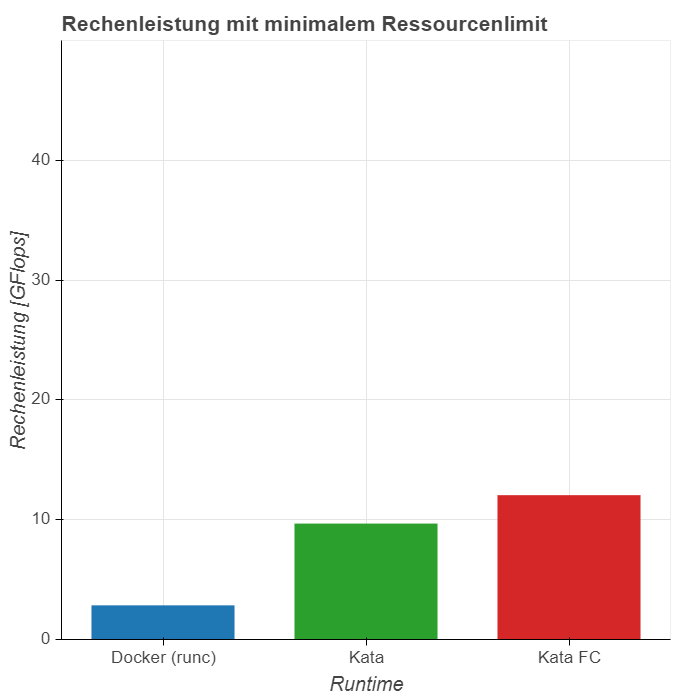 Rechenleistung mit minimalem Ressourcenlimit
Rechenleistung [GFlops]
40
30
20
10
0
Docker (runc)
Kata
Kata FC
Runtime